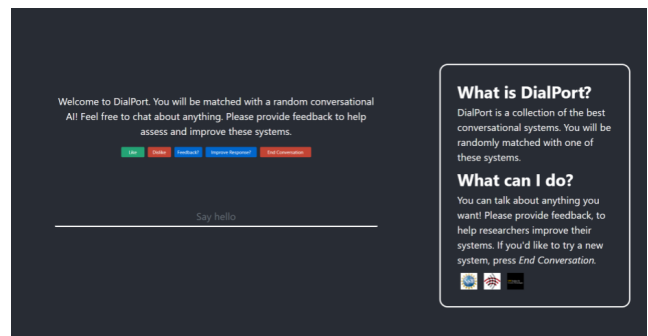 Welcome to DialPort. You will be matched with a random conversational
AI! Feel free to chat about anything. Please provide feedback to help
assess and improve these systems.
Like Dislike Feedback? Improve Response? End Conversation
Say hello
What is DialPort?
DialPort is a collection of the best
conversational systems. You will be
randomly matched with one of
these systems.
What can I do?
You can talk about anything you
want! Please provide feedback, to
help researchers improve their
systems. If you'd like to try a new
system, press End Conversation.